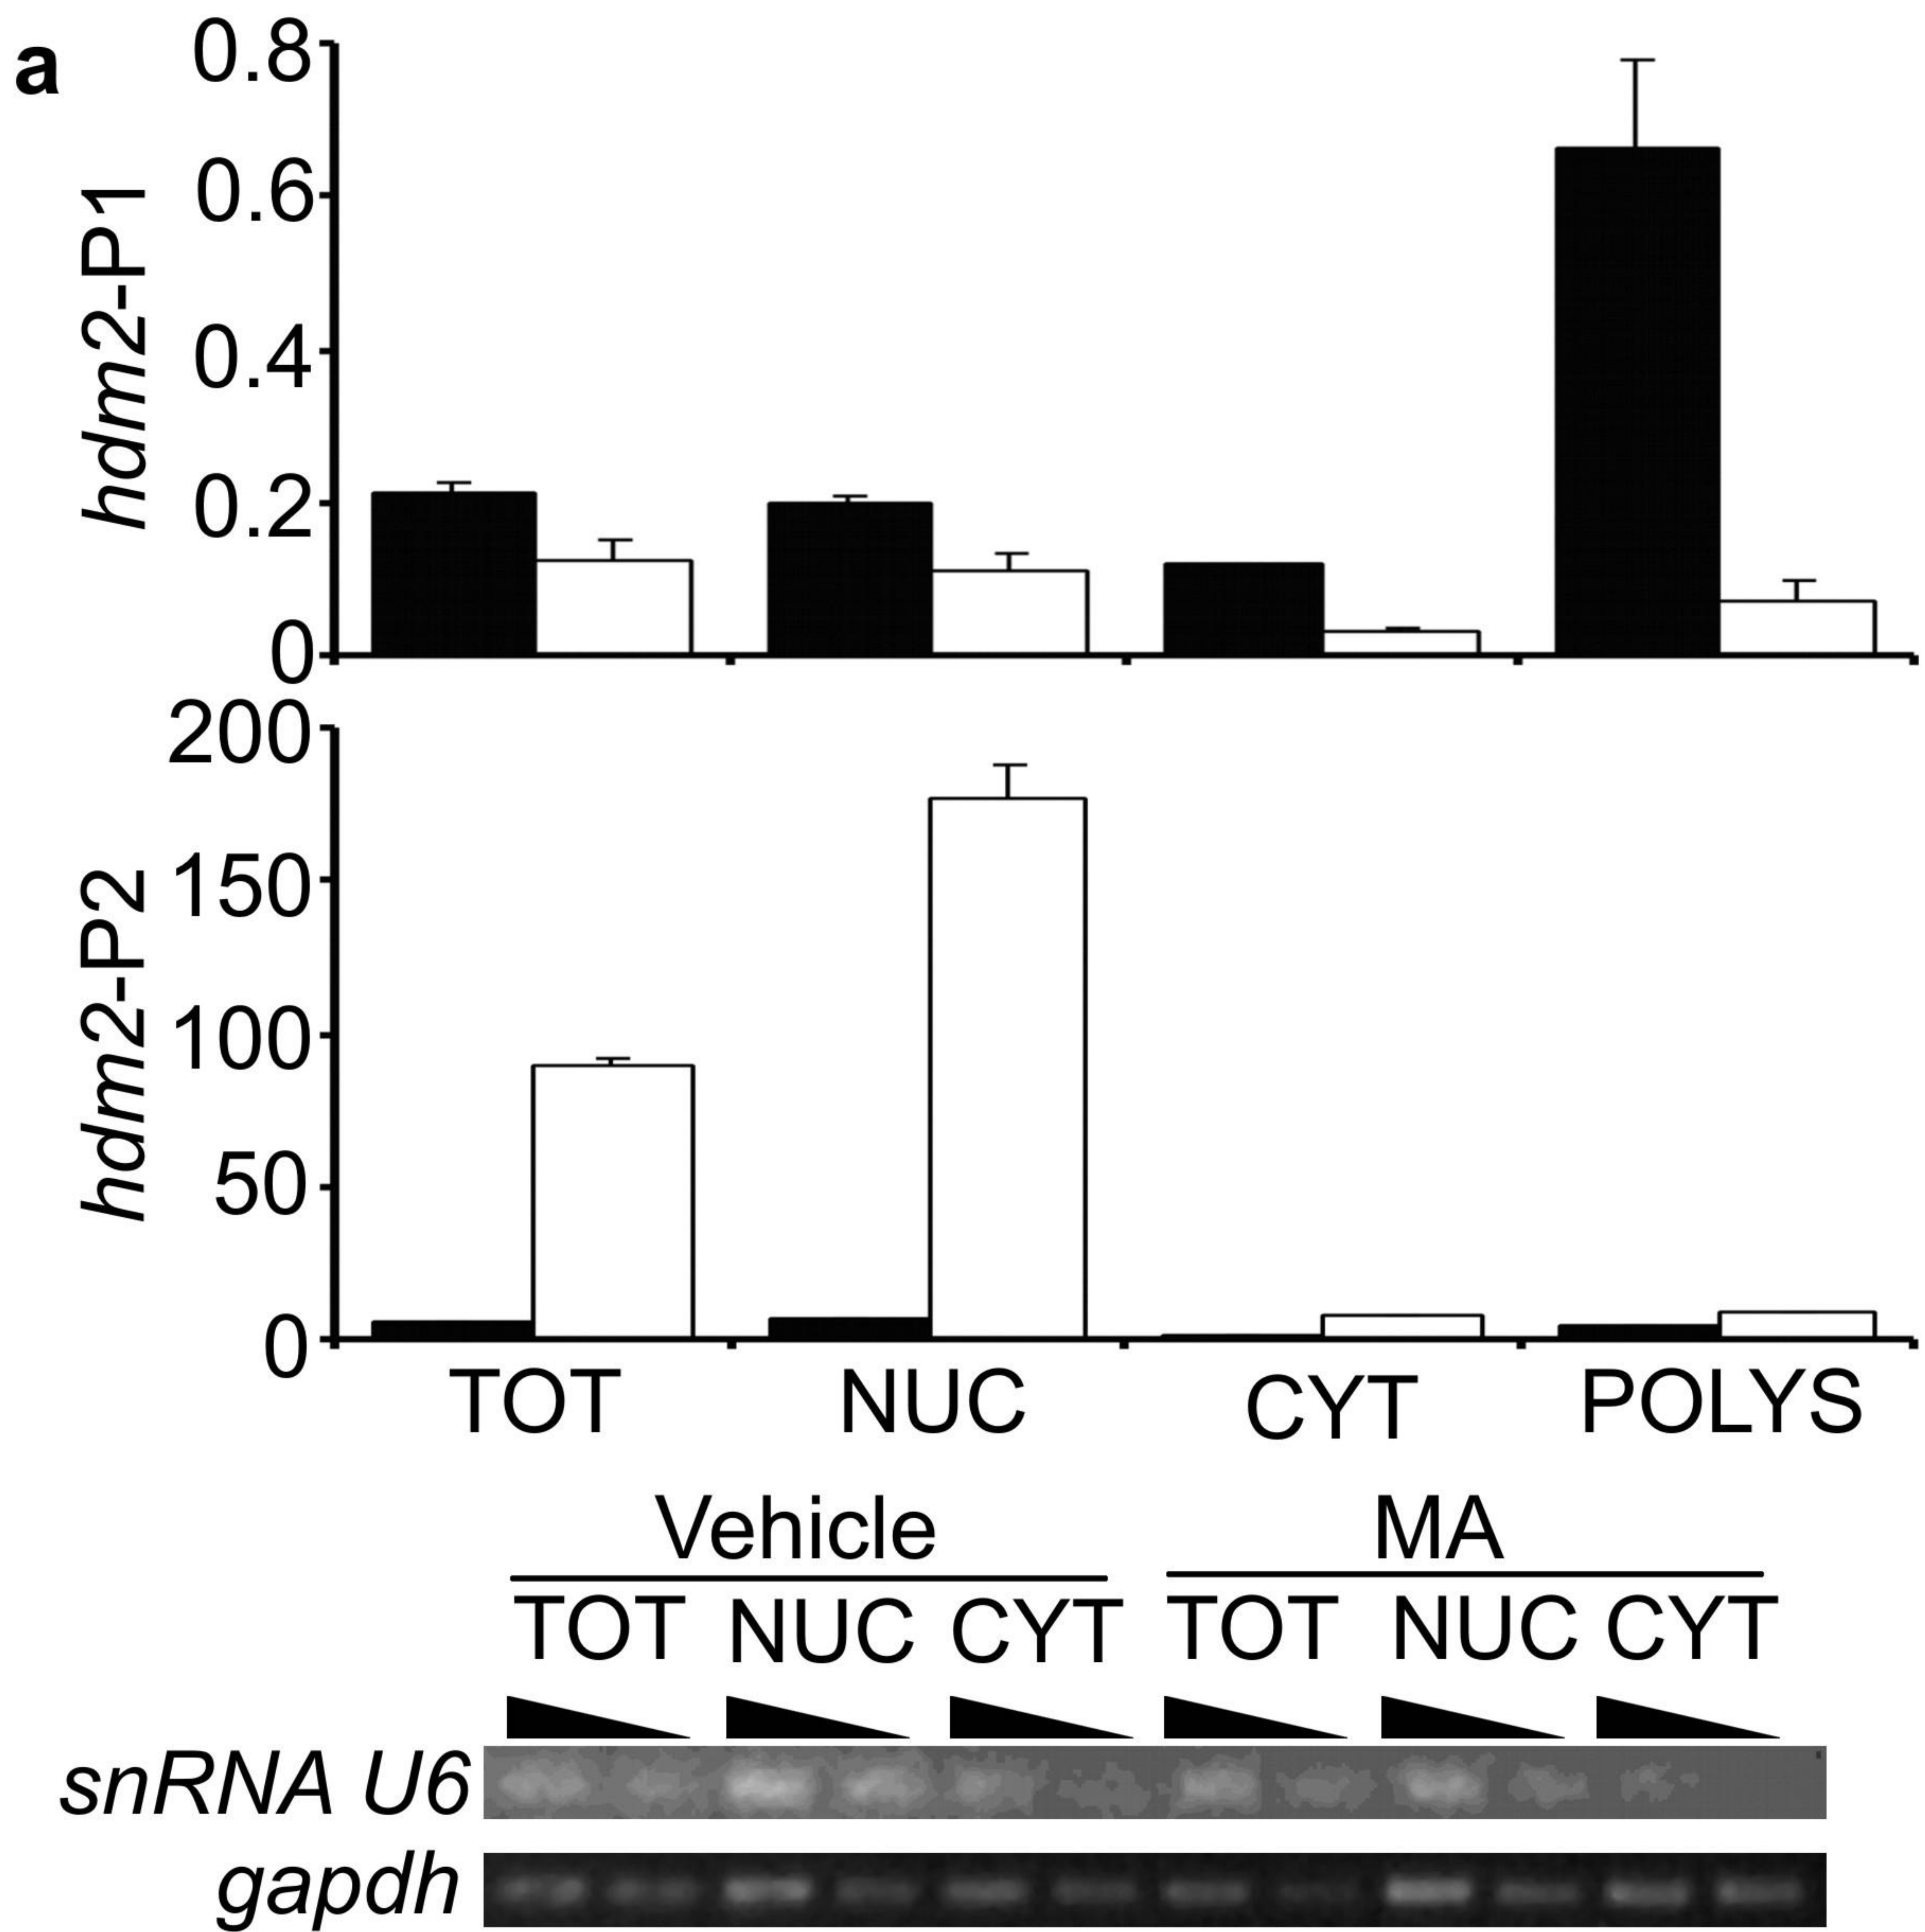 a
0.8
0.6
0.4
0.2
0
hdm2-P1
200
150
100
50
0
hdm2-P2
TOT NUC CYT POLYS
Vehicle MA
TOT NUC CYT TOT NUC CYT
snRNA U6
gapdh